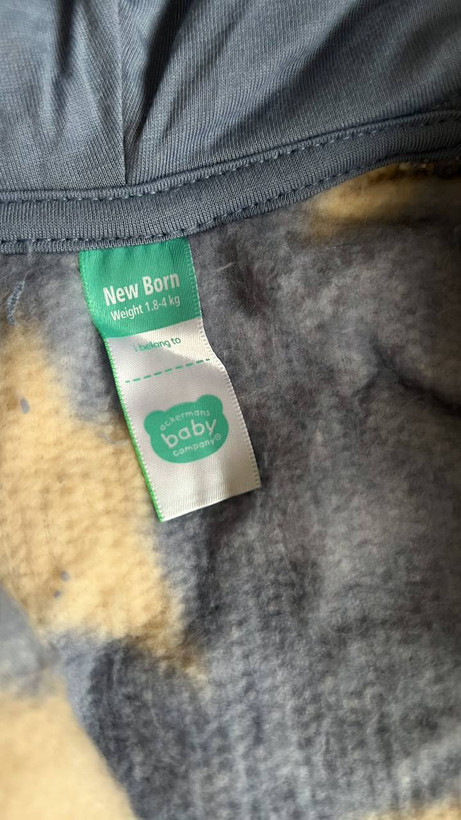 New Born
Weight 1.8-4 kg
i belong to
ackermans
baby
company®